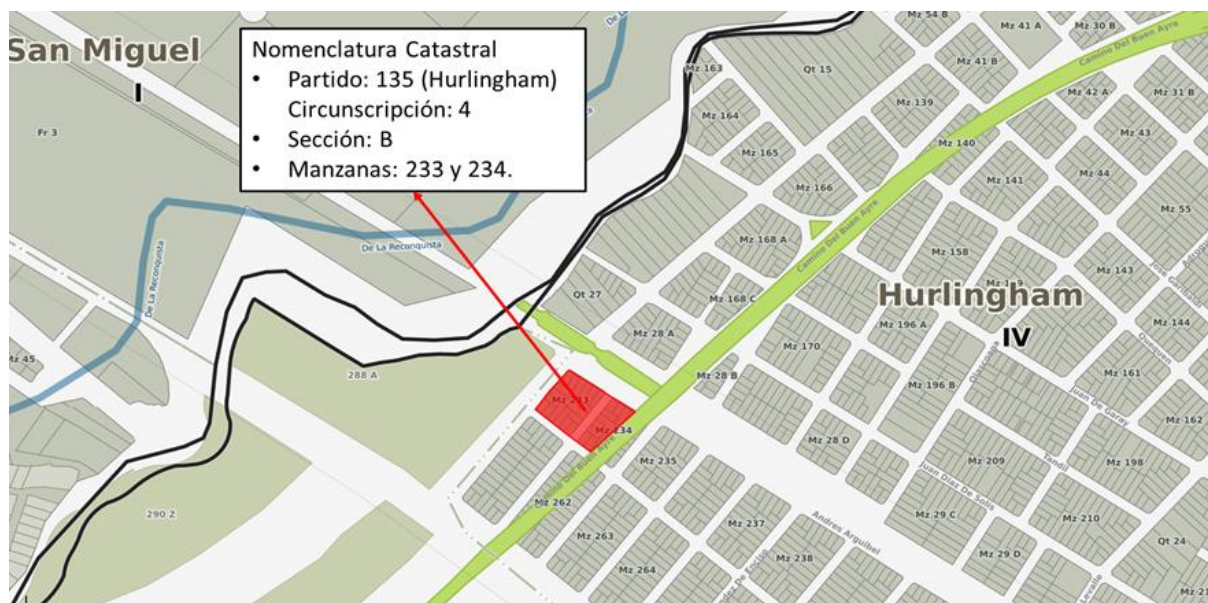 San Miguel
I
Nomenclatura Catastral
• Partido: 135 (Hurlingham)
Circunscripción: 4
• Sección: B
• Manzanas: 233 y 234.
Fr 3
De La Reconquista
De La Reconquista
Mz 45
288 A
290 Z
Mz 54 B
Mz 41 A
Mz 30 B
Mz 163
Qt 15
Mz 41 B
Camino Del Buen Ayre
Mz 164
Mz 139
Mz 42 A
Mz 31 B
Mz 165
Mz 140
Mz 43
Mz 166
Mz 141
Mz 44
Mz 55
Mz 168 A
Camino Del Buen Ayre
Mz 158
Mz 143
Jose Garibaldi
Qt 27
Mz 168 C
Hurlingham
IV
Mz 144
Mz 28 A
Mz 170
Mz 196 A
Olascoaga
Quequen
Mz 28 B
Mz 196 B
Mz 161
Juan De Garay
Mz 233
Mz 234
Mz 162
Mz 28 D
Mz 235
Mz 209
Tandil
Mz 198
Juan Diaz De Solis
Mz 262
Mz 29 C
Mz 210
Mz 237
Andres Arguibel
Mz 263
Mz 238
Mz 29 D
Qt 24
Mz 264